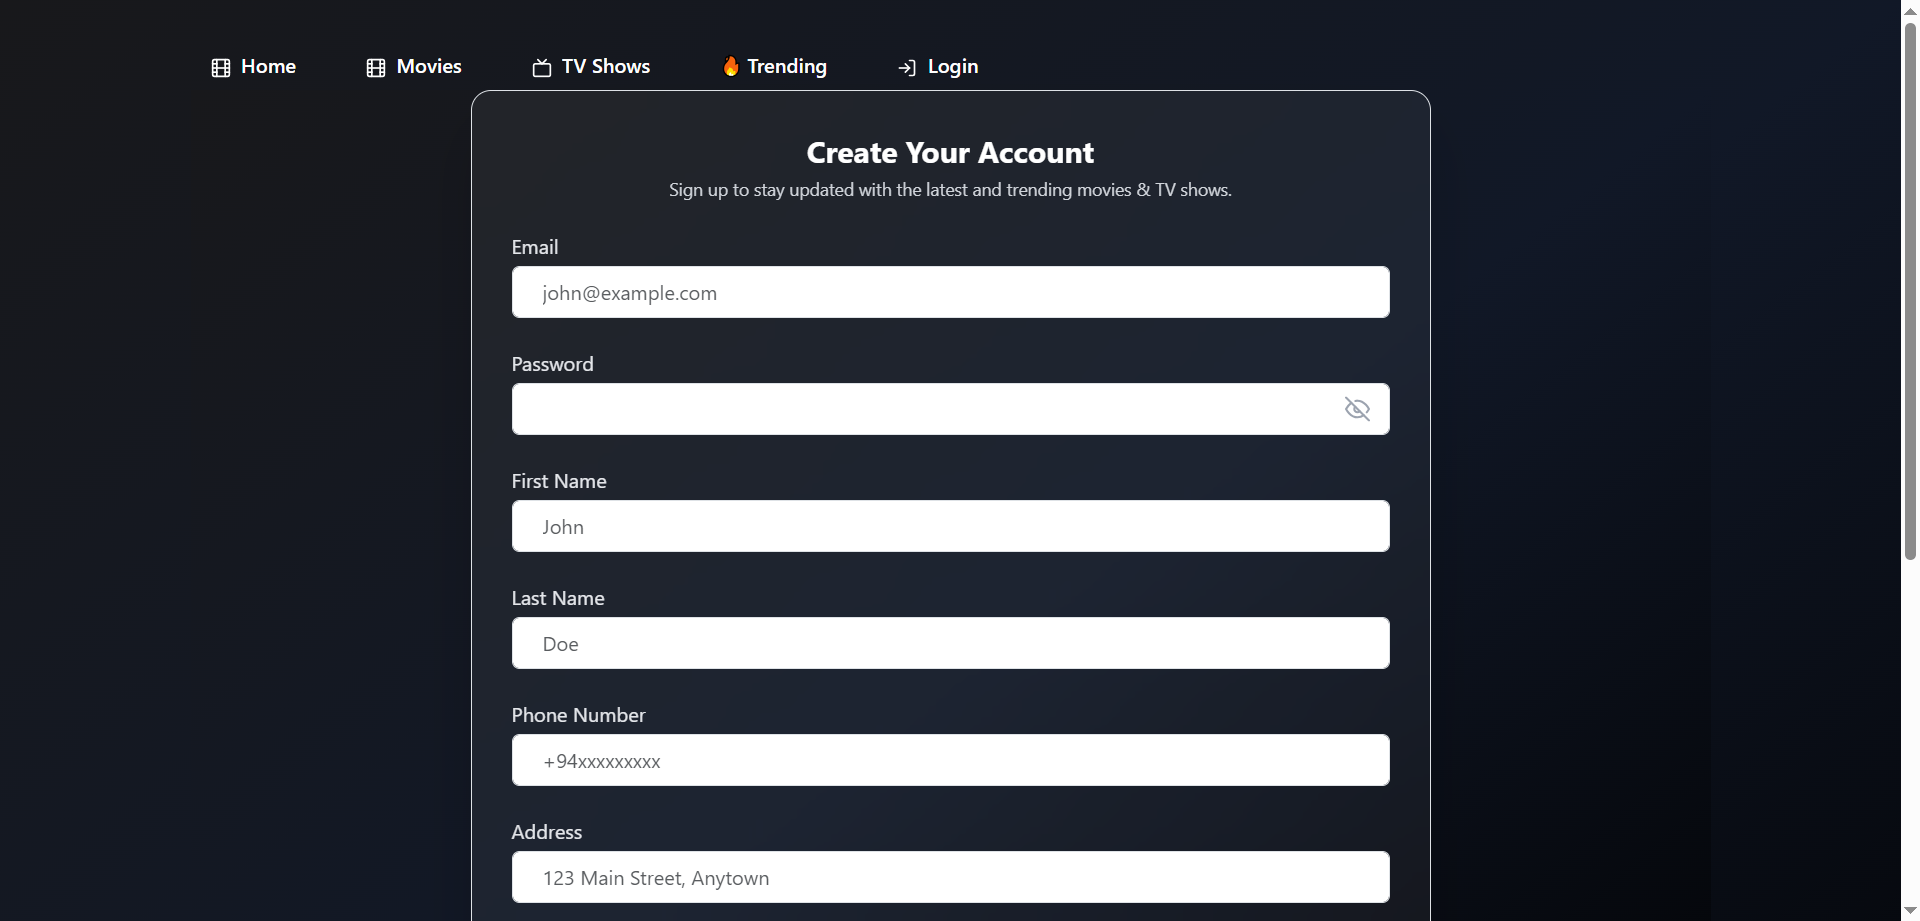 Home Movies TV Shows 🔥 Trending Login
Create Your Account
Sign up to stay updated with the latest and trending movies & TV shows.
Email
john@example.com
Password
First Name
John
Last Name
Doe
Phone Number
+94xxxxxxxxx
Address
123 Main Street, Anytown